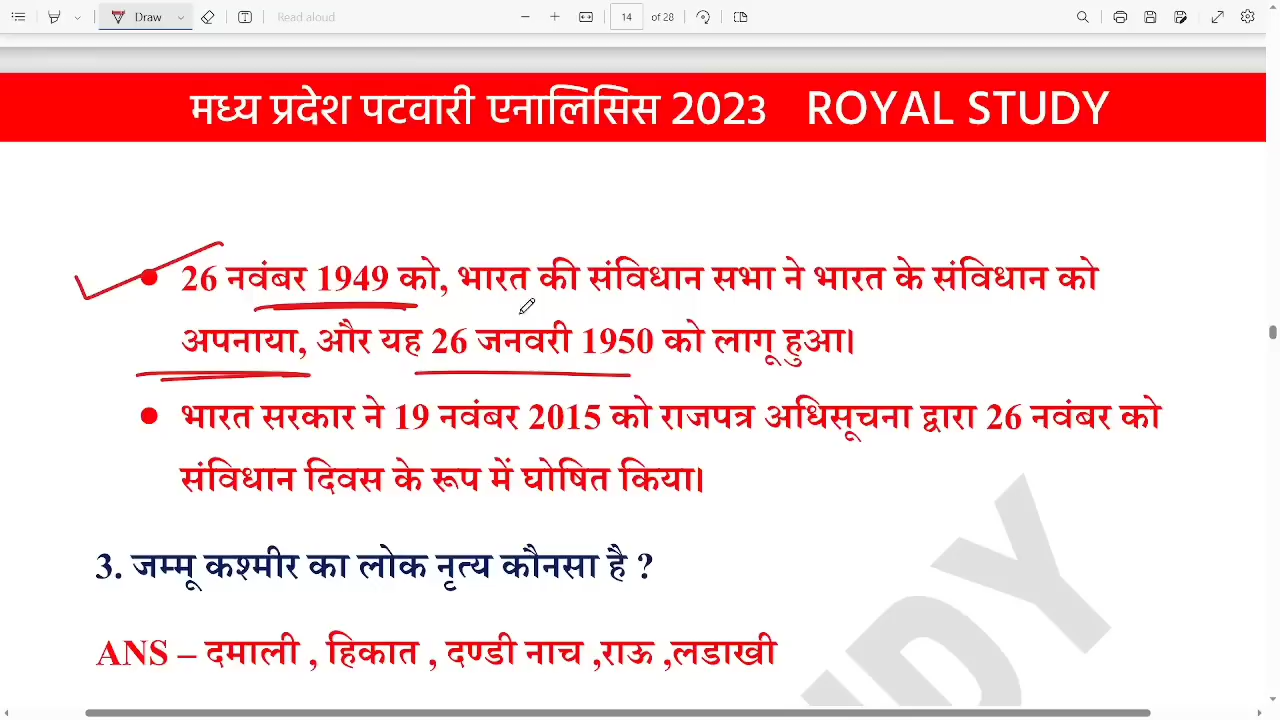 Draw
Read aloud
14 of 28
मध्य प्रदेश पटवारी एनालिसिस 2023 ROYAL STUDY
• 26 नवंबर 1949 को, भारत की संविधान सभा ने भारत के संविधान को
अपनाया, और यह 26 जनवरी 1950 को लागू हुआ।
• भारत सरकार ने 19 नवंबर 2015 को राजपत्र अधिसूचना द्वारा 26 नवंबर को
संविधान दिवस के रूप में घोषित किया।
3. जम्मू कश्मीर का लोक नृत्य कौनसा है ?
ANS – दमाली , हिकात , दण्डी नाच ,राऊ ,लडाखी
UDY